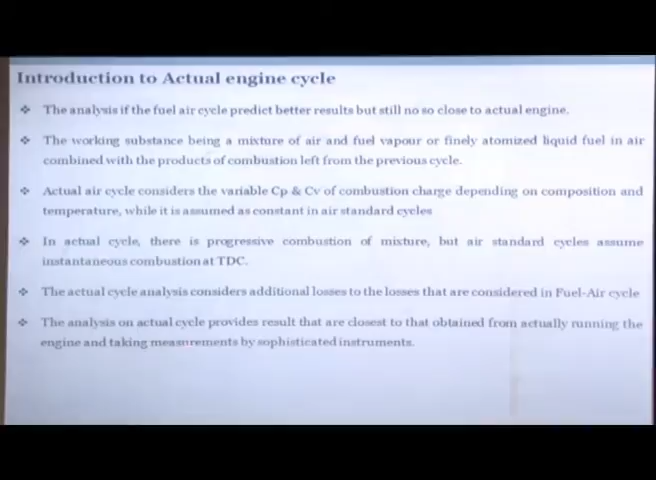 Introduction to Actual engine cycle
❖ The analysis if the fuel air cycle predict better results but still no so close to actual engine.
❖ The working substance being a mixture of air and fuel vapour or finely atomized liquid fuel in air
combined with the products of combustion left from the previous cycle.
❖ Actual air cycle considers the variable Cp & Cv of combustion charge depending on composition and
temperature, while it is assumed as constant in air standard cycles
❖ In actual cycle, there is progressive combustion of mixture, but air standard cycles assume
instantaneous combustion at TDC.
❖ The actual cycle analysis considers additional losses to the losses that are considered in Fuel-Air cycle
❖ The analysis on actual cycle provides result that are closest to that obtained from actually running the
engine and taking measurements by sophisticated instruments.